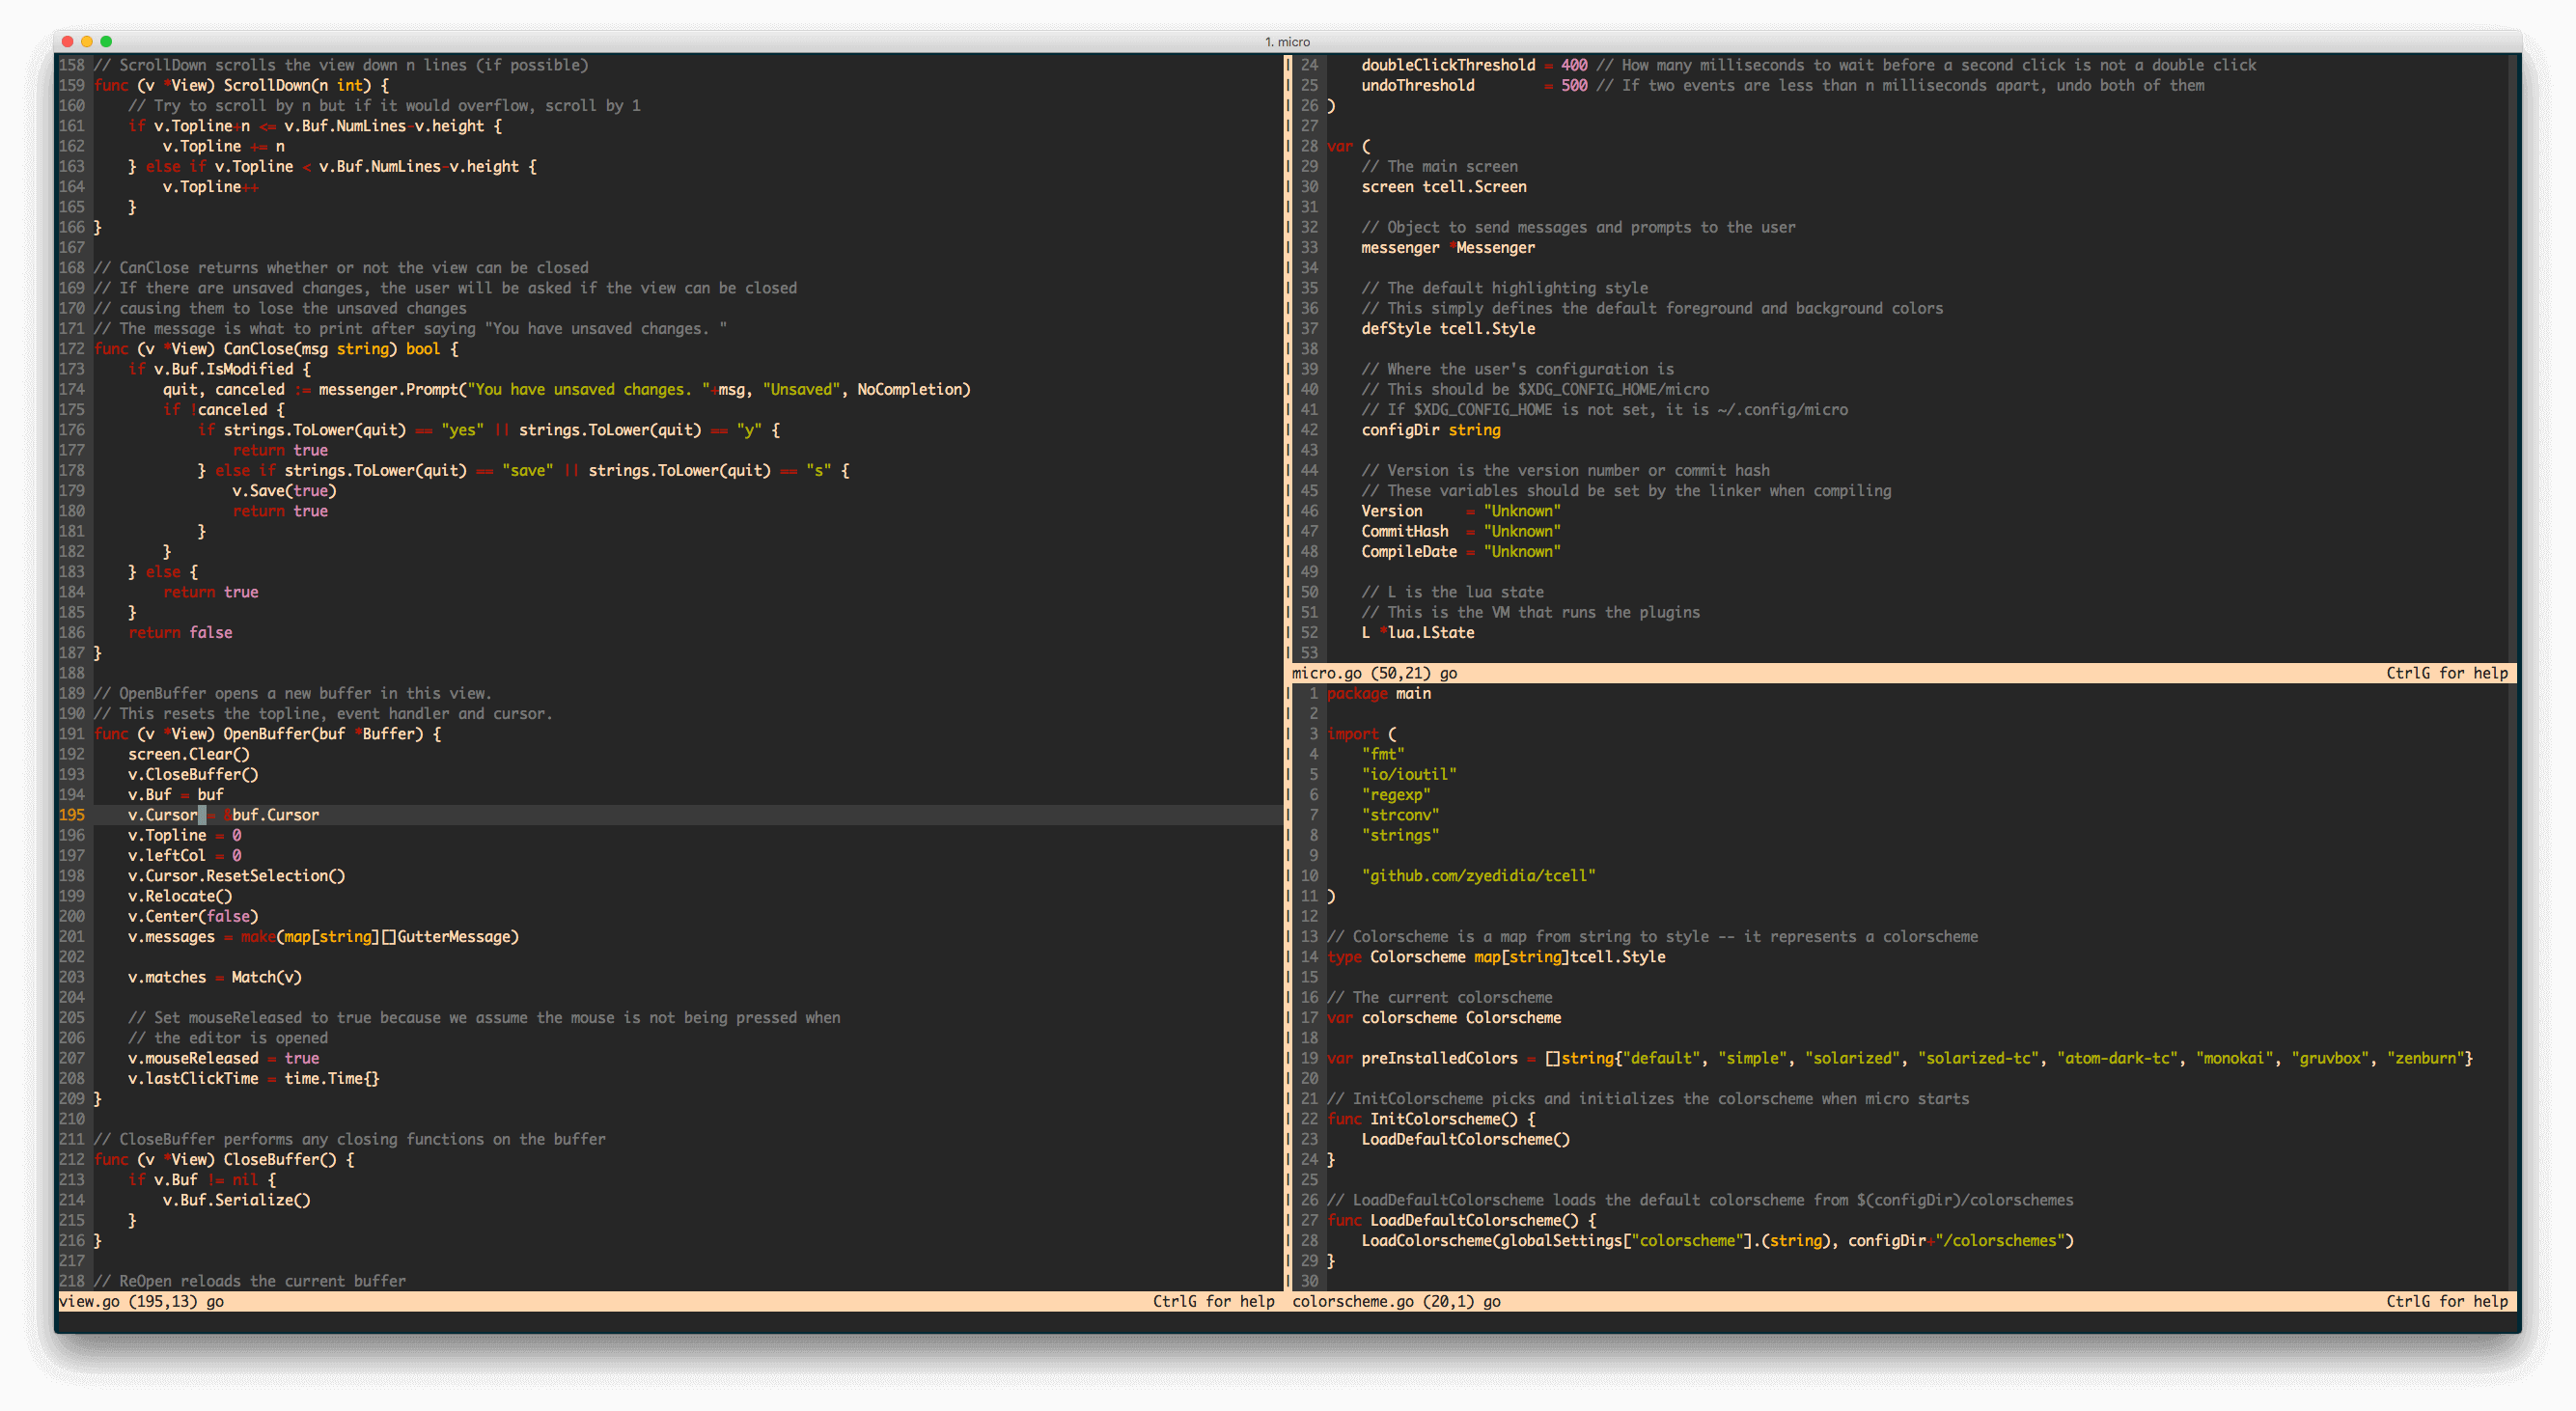 1. micro
158 // ScrollDown scrolls the view down n lines (if possible)
159 func (v *View) ScrollDown(n int) {
160     // Try to scroll by n but if it would overflow, scroll by 1
161     if v.Topline+n <= v.Buf.NumLines-v.height {
162         v.Topline += n
163     } else if v.Topline < v.Buf.NumLines-v.height {
164         v.Topline++
165     }
166 }
167
168 // CanClose returns whether or not the view can be closed
169 // If there are unsaved changes, the user will be asked if the view can be closed
170 // causing them to lose the unsaved changes
171 // The message is what to print after saying "You have unsaved changes. "
172 func (v *View) CanClose(msg string) bool {
173     if v.Buf.IsModified {
174         quit, canceled := messenger.Prompt("You have unsaved changes. "+msg, "Unsaved", NoCompletion)
175         if !canceled {
176             if strings.ToLower(quit) == "yes" || strings.ToLower(quit) == "y" {
177                 return true
178             } else if strings.ToLower(quit) == "save" || strings.ToLower(quit) == "s" {
179                 v.Save(true)
180                 return true
181             }
182         }
183     } else {
184         return true
185     }
186     return false
187 }
188
189 // OpenBuffer opens a new buffer in this view.
190 // This resets the topline, event handler and cursor.
191 func (v *View) OpenBuffer(buf *Buffer) {
192     screen.Clear()
193     v.CloseBuffer()
194     v.Buf = buf
195     v.Cursor = &buf.Cursor
196     v.Topline = 0
197     v.leftCol = 0
198     v.Cursor.ResetSelection()
199     v.Relocate()
200     v.Center(false)
201     v.messages = make(map[string][]GutterMessage)
202
203     v.matches = Match(v)
204
205     // Set mouseReleased to true because we assume the mouse is not being pressed when
206     // the editor is opened
207     v.mouseReleased = true
208     v.lastClickTime = time.Time{}
209 }
210
211 // CloseBuffer performs any closing functions on the buffer
212 func (v *View) CloseBuffer() {
213     if v.Buf != nil {
214         v.Buf.Serialize()
215     }
216 }
217
218 // ReOpen reloads the current buffer
view.go (195,13) go CtrlG for help
24     doubleClickThreshold = 400 // How many milliseconds to wait before a second click is not a double click
25     undoThreshold        = 500 // If two events are less than n milliseconds apart, undo both of them
26 )
27
28 var (
29     // The main screen
30     screen tcell.Screen
31
32     // Object to send messages and prompts to the user
33     messenger *Messenger
34
35     // The default highlighting style
36     // This simply defines the default foreground and background colors
37     defStyle tcell.Style
38
39     // Where the user's configuration is
40     // This should be $XDG_CONFIG_HOME/micro
41     // If $XDG_CONFIG_HOME is not set, it is ~/.config/micro
42     configDir string
43
44     // Version is the version number or commit hash
45     // These variables should be set by the linker when compiling
46     Version     = "Unknown"
47     CommitHash  = "Unknown"
48     CompileDate = "Unknown"
49
50     // L is the lua state
51     // This is the VM that runs the plugins
52     L *lua.LState
53
micro.go (50,21) go CtrlG for help
1 package main
2
3 import (
4     "fmt"
5     "io/ioutil"
6     "regexp"
7     "strconv"
8     "strings"
9
10     "github.com/zyedidia/tcell"
11 )
12
13 // Colorscheme is a map from string to style -- it represents a colorscheme
14 type Colorscheme map[string]tcell.Style
15
16 // The current colorscheme
17 var colorscheme Colorscheme
18
19 var preInstalledColors = []string{"default", "simple", "solarized", "solarized-tc", "atom-dark-tc", "monokai", "gruvbox", "zenburn"}
20
21 // InitColorscheme picks and initializes the colorscheme when micro starts
22 func InitColorscheme() {
23     LoadDefaultColorscheme()
24 }
25
26 // LoadDefaultColorscheme loads the default colorscheme from $(configDir)/colorschemes
27 func LoadDefaultColorscheme() {
28     LoadColorscheme(globalSettings["colorscheme"].(string), configDir+"/colorschemes")
29 }
30
colorscheme.go (20,1) go CtrlG for help